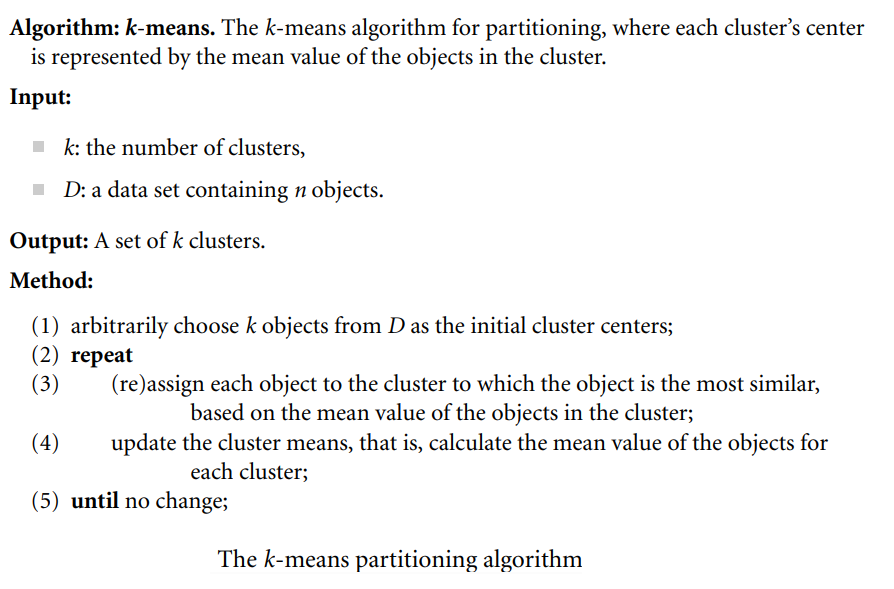 Algorithm: k-means. The k-means algorithm for partitioning, where each cluster’s center
is represented by the mean value of the objects in the cluster.
Input:
k: the number of clusters,
D: a data set containing n objects.
Output: A set of k clusters.
Method:
(1) arbitrarily choose k objects from D as the initial cluster centers;
(2) repeat
(3) (re)assign each object to the cluster to which the object is the most similar,
based on the mean value of the objects in the cluster;
(4) update the cluster means, that is, calculate the mean value of the objects for
each cluster;
(5) until no change;
The k-means partitioning algorithm